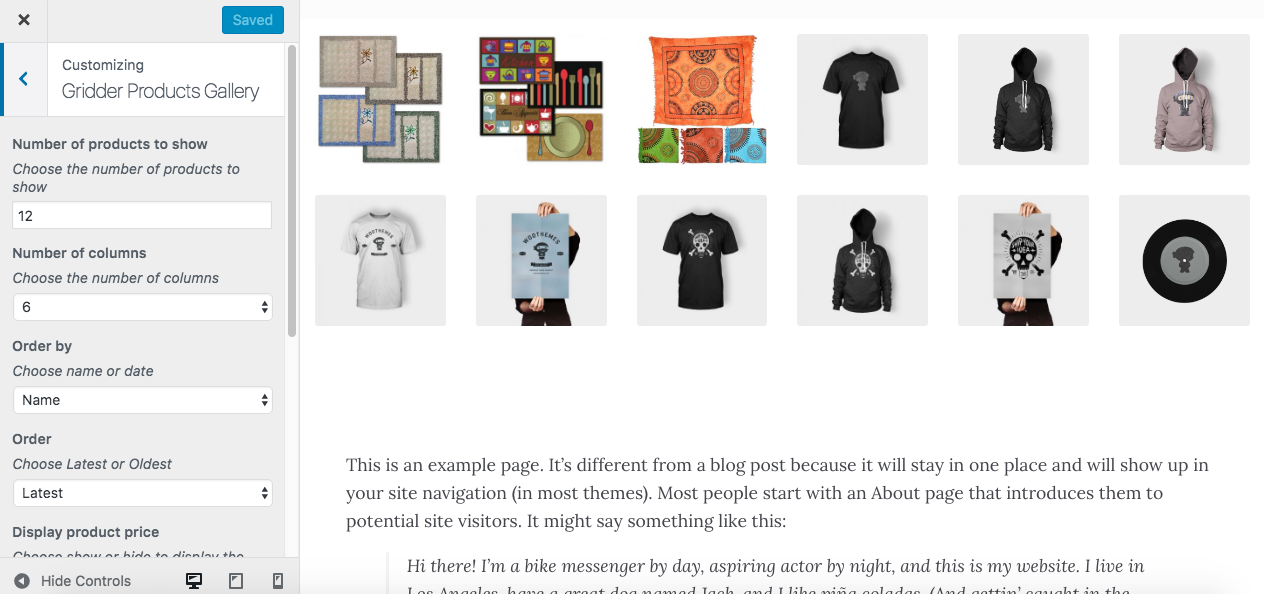 Saved
Customizing
Gridder Products Gallery
Number of products to show
Choose the number of products to
show
12
Number of columns
Choose the number of columns
6
Order by
Choose name or date
Name
Order
Choose Latest or Oldest
Latest
Display product price
Choose show or hide to display the
Hide Controls
WOOTHEMES
WOOTHEMES
SHIP YOUR
IDEA
This is an example page. It’s different from a blog post because it will stay in one place and will show up in
your site navigation (in most themes). Most people start with an About page that introduces them to
potential site visitors. It might say something like this:
Hi there! I’m a bike messenger by day, aspiring actor by night, and this is my website. I live in
Los Angeles, have a great dog named Jack, and I like piña coladas. (And gettin’ caught in the